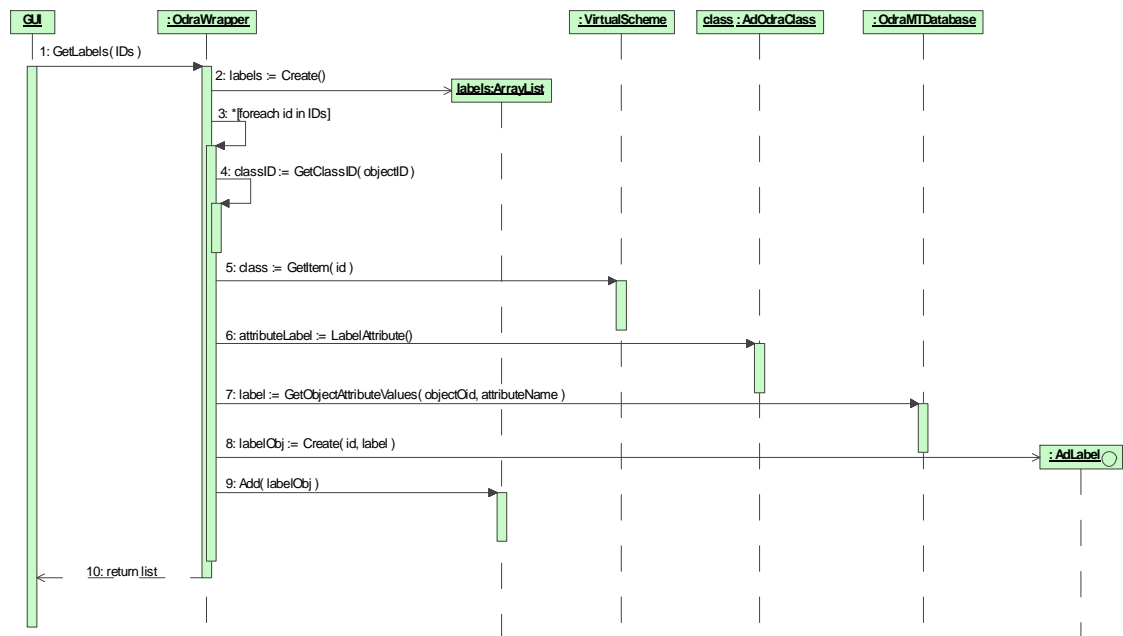 GUI
: OdraWrapper
: VirtualScheme
class : AdOdraClass
: OdraMTDatabase
1: GetLabels( IDs )
2: labels := Create()
labels:ArrayList
3: *[foreach id in IDs]
4: classID := GetClassID( objectID )
5: class := GetItem( id )
6: attributeLabel := LabelAttribute()
7: label := GetObjectAttributeValues( objectOid, attributeName )
8: labelObj := Create( id, label )
: AdLabel
9: Add( labelObj )
10: return list